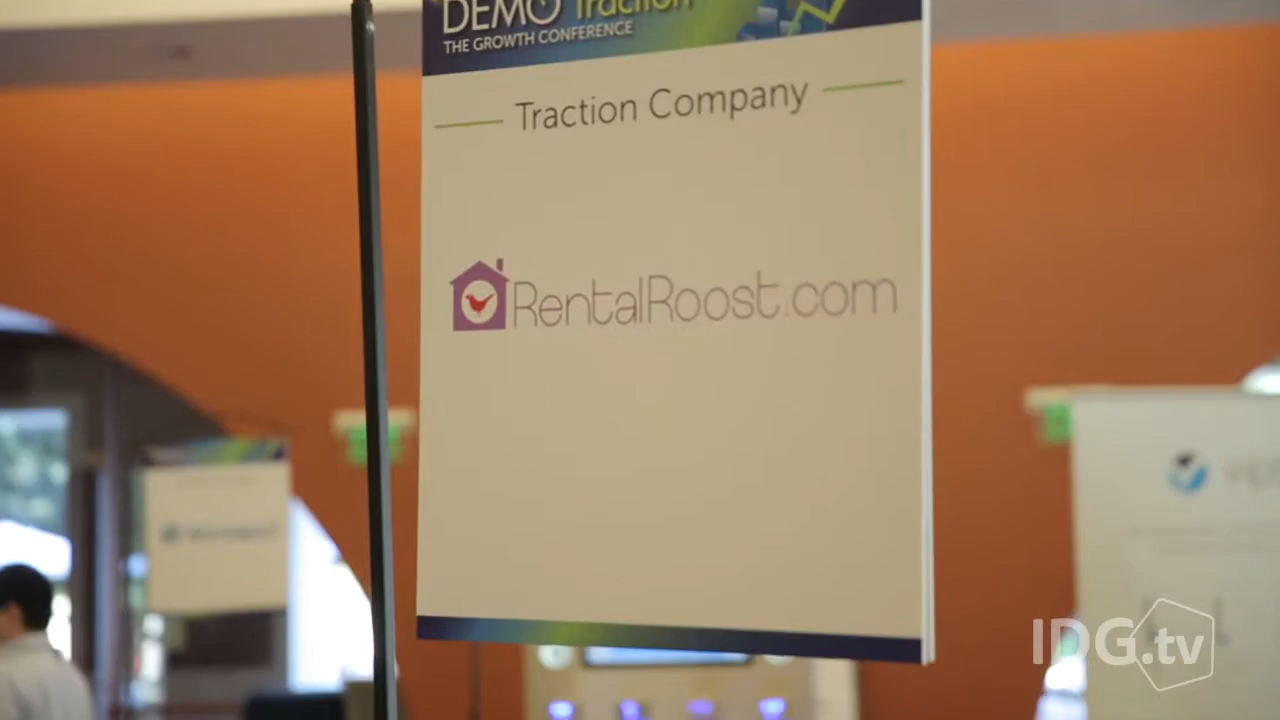 DEMO Traction
THE GROWTH CONFERENCE
Traction Company
RentalRoost.com
IDG.tv